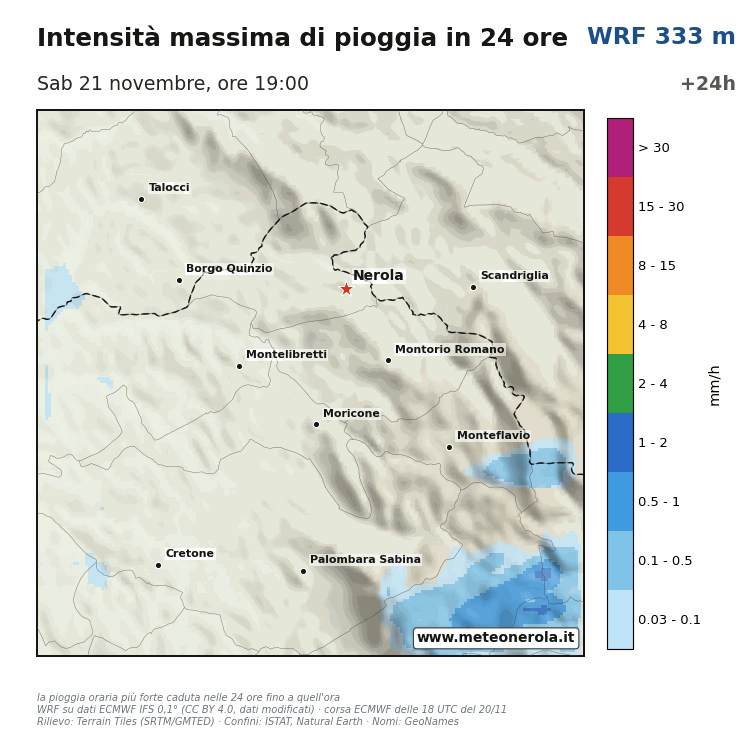 Intensità massima di pioggia in 24 ore WRF 333 m
Sab 21 novembre, ore 19:00 +24h
Talocci
Borgo Quinzio
Nerola
Scandriglia
Montelibretti
Montorio Romano
Moricone
Monteflavio
Cretone
Palombara Sabina
www.meteonerola.it
> 30
15 - 30
8 - 15
4 - 8
2 - 4
1 - 2
0.5 - 1
0.1 - 0.5
0.03 - 0.1
mm/h
la pioggia oraria più forte caduta nelle 24 ore fino a quell'ora
WRF su dati ECMWF IFS 0,1° (CC BY 4.0, dati modificati) · corsa ECMWF delle 18 UTC del 20/11
Rilievo: Terrain Tiles (SRTM/GMTED) · Confini: ISTAT, Natural Earth · Nomi: GeoNames